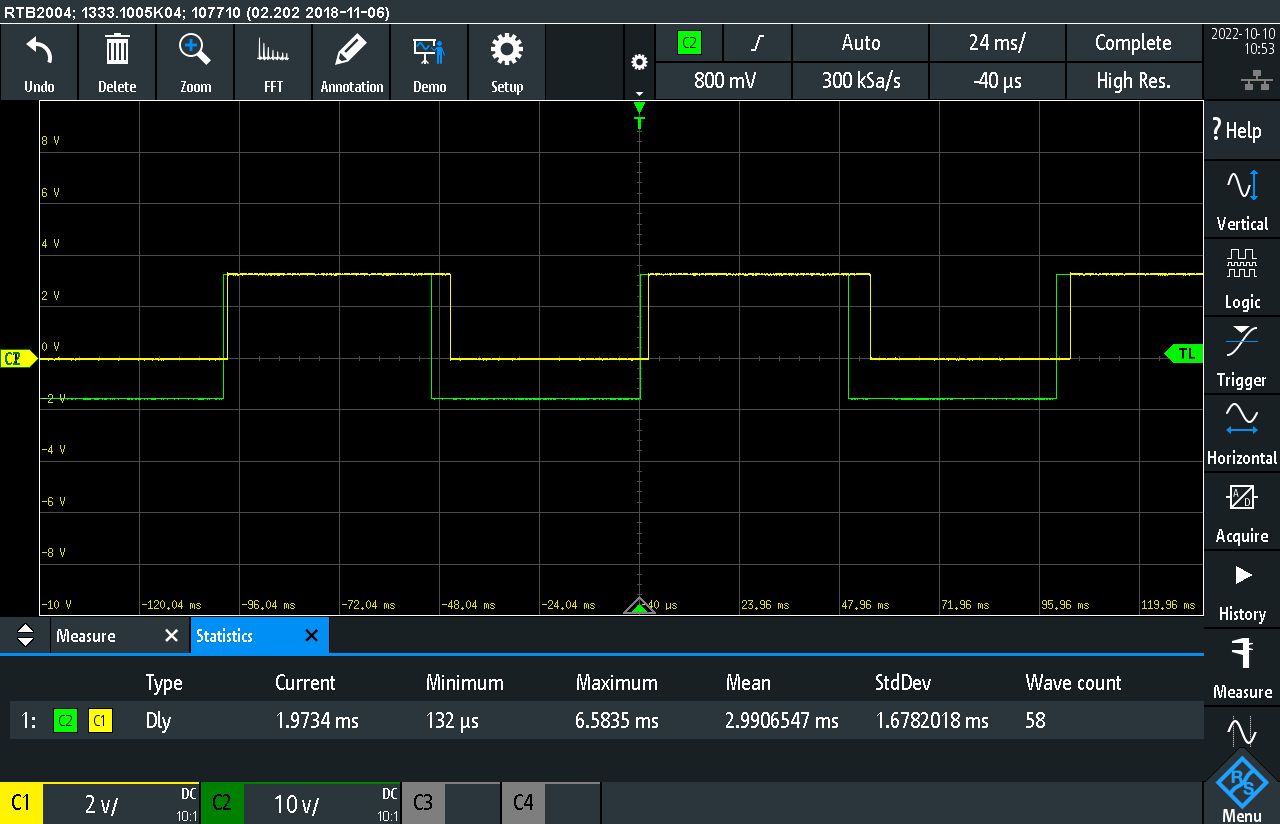 RTB2004; 1333.1005K04; 107710 (02.202 2018-11-06)
Undo
Delete
Zoom
FFT
Annotation
Demo
Setup
C2
Auto
24 ms/
Complete
800 mV
300 kSa/s
-40 µs
High Res.
2022-10-10
10:53
T
8 V
6 V
4 V
2 V
0 V
-2 V
-4 V
-6 V
-8 V
-10 V
TL
-120.04 ms
-96.04 ms
-72.04 ms
-48.04 ms
-24.04 ms
-40 µs
23.96 ms
47.96 ms
71.96 ms
95.96 ms
119.96 ms
? Help
Vertical
Logic
Trigger
Horizontal
A/D
Acquire
History
Measure
R/S
Menu
Measure
Statistics
Type Current Minimum Maximum Mean StdDev Wave count
1: C2 C1 Dly 1.9734 ms 132 µs 6.5835 ms 2.9906547 ms 1.6782018 ms 58
C1 2 V/ DC 10:1
C2 10 V/ DC 10:1
C3
C4